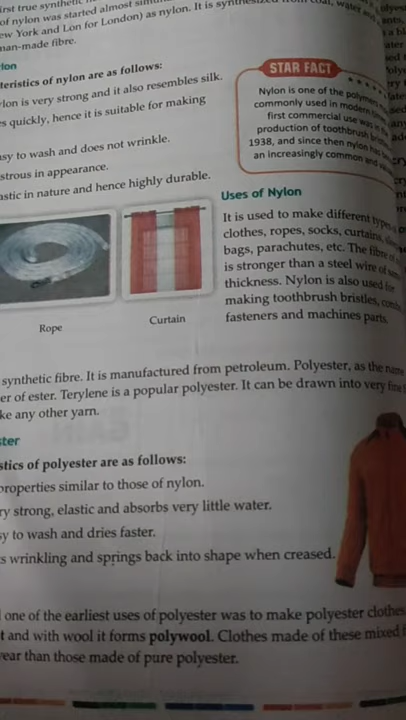 first true synthetic
of nylon was started almost
ew York and Lon for London) as nylon. It is synthesized from coal, water and
man-made fibre.
lon
teristics of nylon are as follows:
lon is very strong and it also resembles silk.
s quickly, hence it is suitable for making
sy to wash and does not wrinkle.
strous in appearance.
astic in nature and hence highly durable.
STAR FACT
Nylon is one of the polymers
commonly used in modern
first commercial use was in the
production of toothbrush bristles
1938, and since then nylon has
an increasingly common and
Uses of Nylon
It is used to make different types
clothes, ropes, socks, curtains,
bags, parachutes, etc. The fibre of
is stronger than a steel wire of
thickness. Nylon is also used for
making toothbrush bristles,
fasteners and machines parts.
Rope
Curtain
synthetic fibre. It is manufactured from petroleum. Polyester, as the name
er of ester. Terylene is a popular polyester. It can be drawn into very fine
ke any other yarn.
ster
stics of polyester are as follows:
properties similar to those of nylon.
ry strong, elastic and absorbs very little water.
sy to wash and dries faster.
s wrinkling and springs back into shape when creased.
one of the earliest uses of polyester was to make polyester clothes
t and with wool it forms polywool. Clothes made of these mixed
wear than those made of pure polyester.